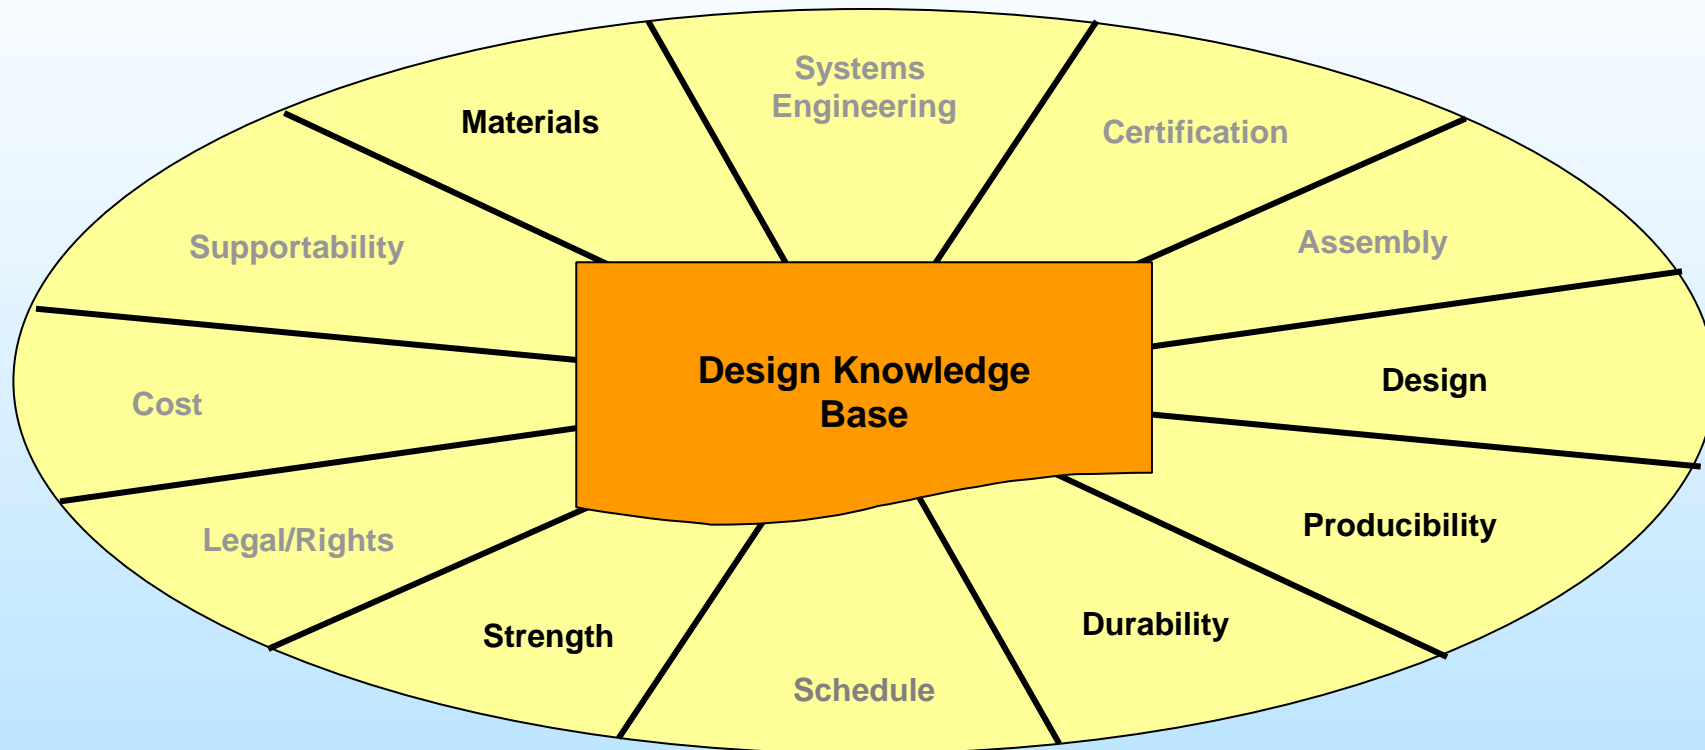 Systems
Engineering
Materials
Certification
Supportability
Assembly
Design Knowledge
Base
Design
Cost
Producibility
Legal/Rights
Durability
Strength
Schedule